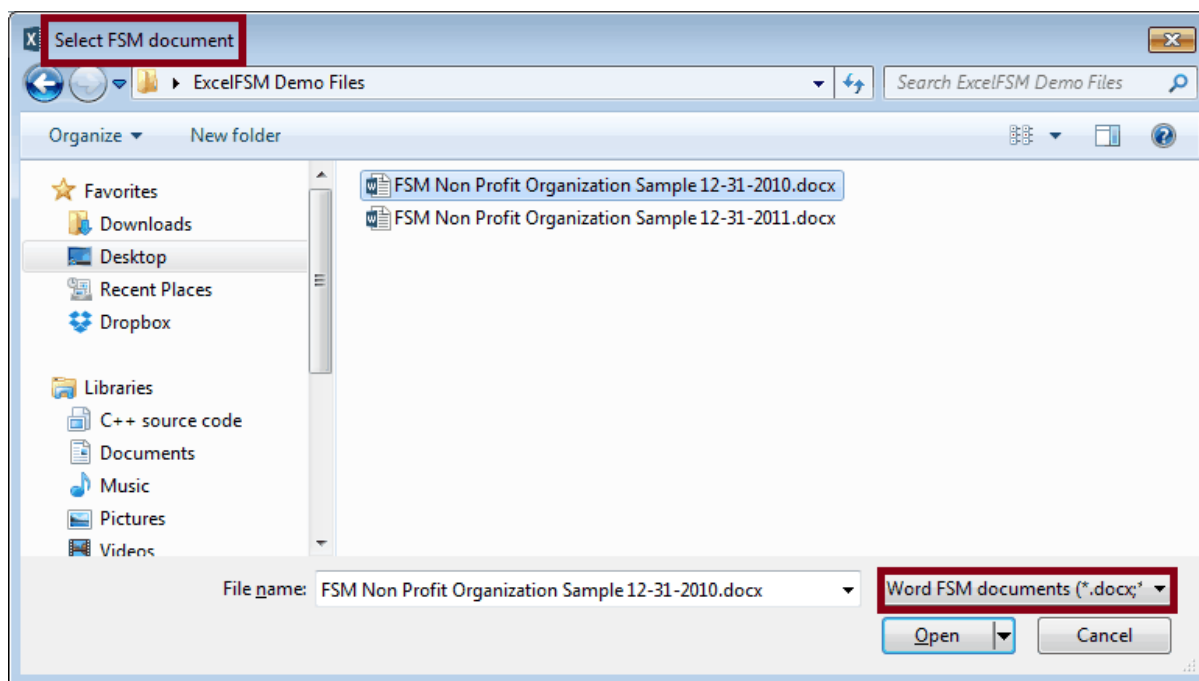 Select FSM document
ExcelFSM Demo Files
Search ExcelFSM Demo Files
Organize
New folder
Favorites
Downloads
Desktop
Recent Places
Dropbox
Libraries
C++ source code
Documents
Music
Pictures
Videos
FSM Non Profit Organization Sample 12-31-2010.docx
FSM Non Profit Organization Sample 12-31-2011.docx
File name: FSM Non Profit Organization Sample 12-31-2010.docx
Word FSM documents (*.docx;*
Open
Cancel